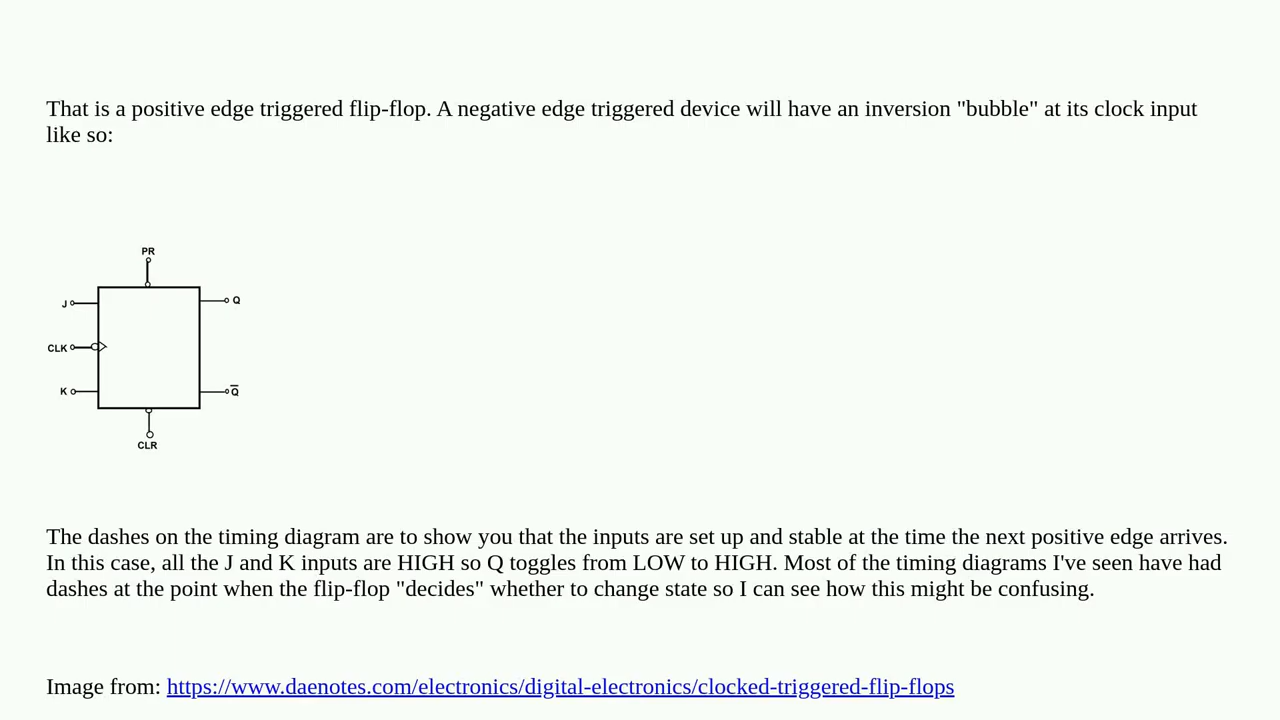 That is a positive edge triggered flip-flop. A negative edge triggered device will have an inversion "bubble" at its clock input
like so:
PR
J
Q
CLK
K
Q̅
CLR
The dashes on the timing diagram are to show you that the inputs are set up and stable at the time the next positive edge arrives.
In this case, all the J and K inputs are HIGH so Q toggles from LOW to HIGH. Most of the timing diagrams I've seen have had
dashes at the point when the flip-flop "decides" whether to change state so I can see how this might be confusing.
Image from: https://www.daenotes.com/electronics/digital-electronics/clocked-triggered-flip-flops